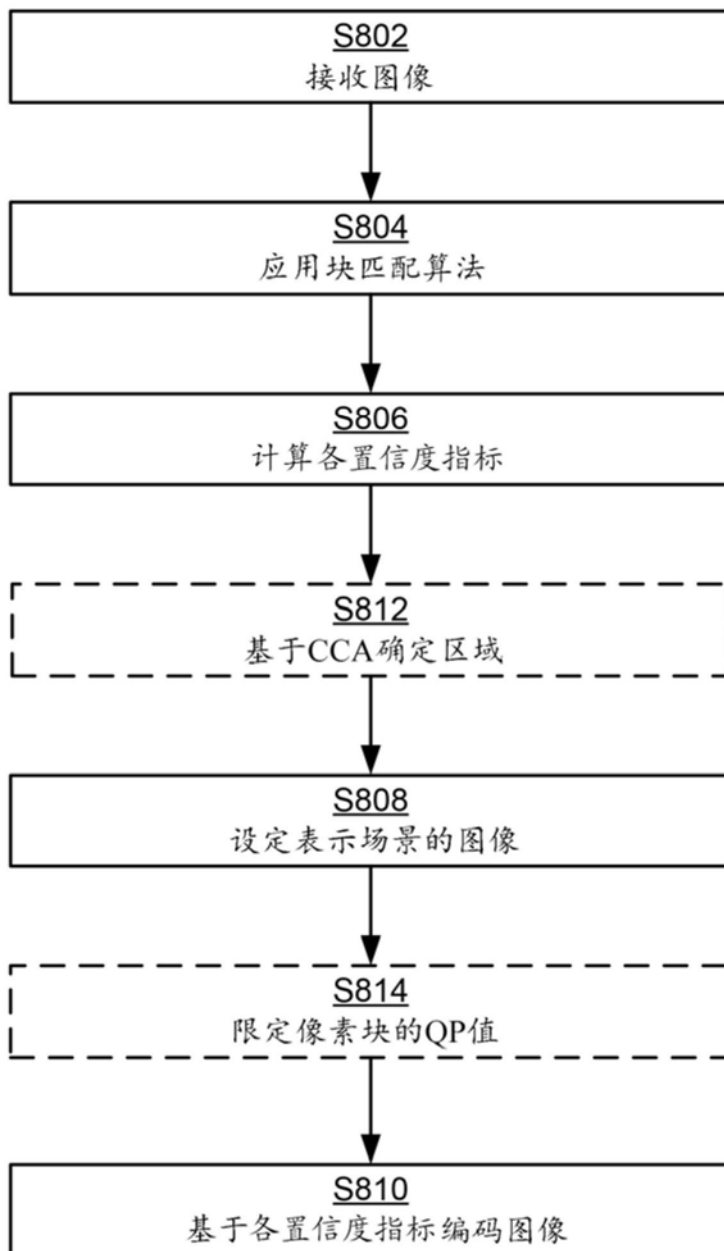 S802
接收图像
S804
应用块匹配算法
S806
计算各置信度指标
S812
基于CCA确定区域
S808
设定表示场景的图像
S814
限定像素块的QP值
S810
基于各置信度指标编码图像